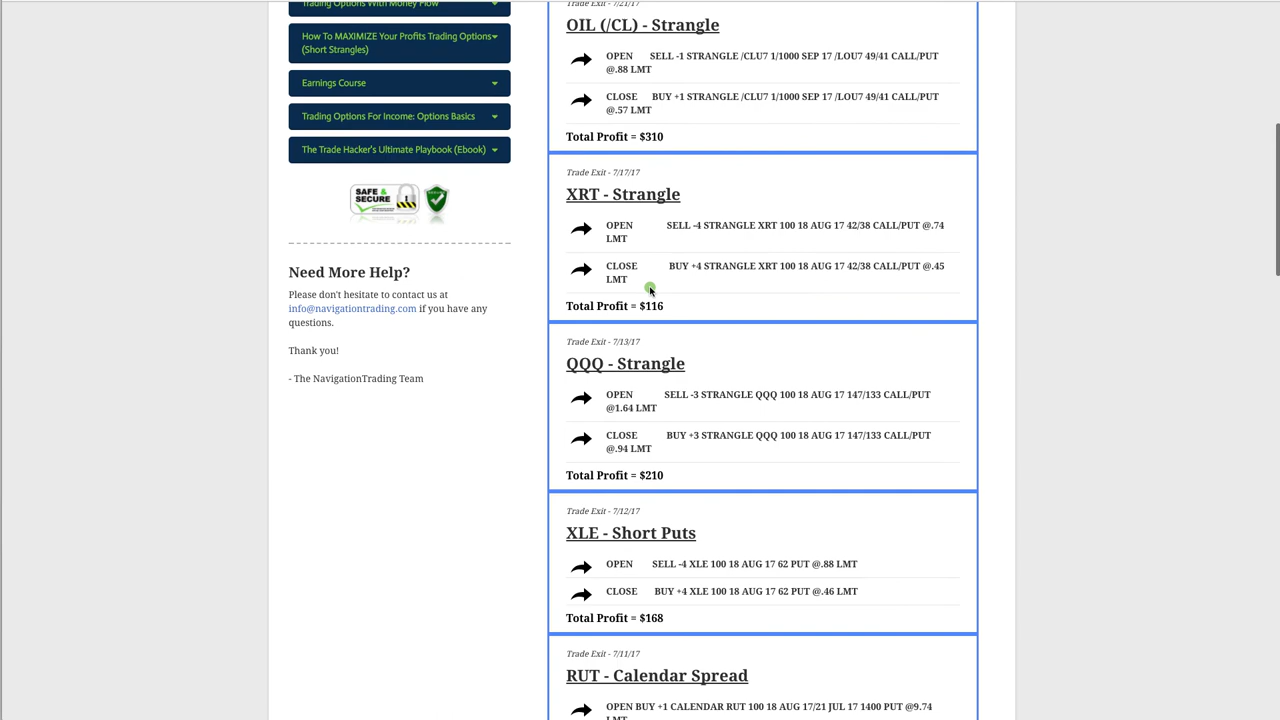 Trading Options With Money Flow
How To MAXIMIZE Your Profits Trading Options
(Short Strangles)
Earnings Course
Trading Options For Income: Options Basics
The Trade Hacker's Ultimate Playbook (Ebook)
SAFE &
SECURE
Need More Help?
Please don't hesitate to contact us at
info@navigationtrading.com if you have any
questions.
Thank you!
- The NavigationTrading Team
Trade Exit - 7/21/17
OIL (/CL) - Strangle
OPEN SELL -1 STRANGLE /CLU7 1/1000 SEP 17 /LOU7 49/41 CALL/PUT
@.88 LMT
CLOSE BUY +1 STRANGLE /CLU7 1/1000 SEP 17 /LOU7 49/41 CALL/PUT
@.57 LMT
Total Profit = $310
Trade Exit - 7/17/17
XRT - Strangle
OPEN SELL -4 STRANGLE XRT 100 18 AUG 17 42/38 CALL/PUT @.74
LMT
CLOSE BUY +4 STRANGLE XRT 100 18 AUG 17 42/38 CALL/PUT @.45
LMT
Total Profit = $116
Trade Exit - 7/13/17
QQQ - Strangle
OPEN SELL -3 STRANGLE QQQ 100 18 AUG 17 147/133 CALL/PUT
@1.64 LMT
CLOSE BUY +3 STRANGLE QQQ 100 18 AUG 17 147/133 CALL/PUT
@.94 LMT
Total Profit = $210
Trade Exit - 7/12/17
XLE - Short Puts
OPEN SELL -4 XLE 100 18 AUG 17 62 PUT @.88 LMT
CLOSE BUY +4 XLE 100 18 AUG 17 62 PUT @.46 LMT
Total Profit = $168
Trade Exit - 7/11/17
RUT - Calendar Spread
OPEN BUY +1 CALENDAR RUT 100 18 AUG 17/21 JUL 17 1400 PUT @9.74
LMT